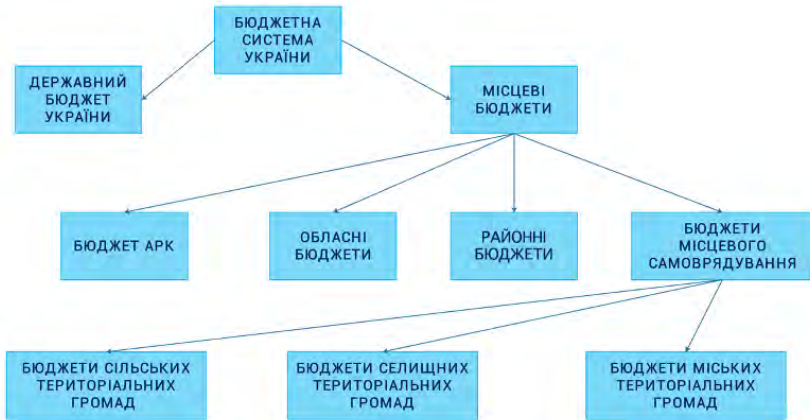 БЮДЖЕТНА
СИСТЕМА
УКРАЇНИ
ДЕРЖАВНИЙ
БЮДЖЕТ
УКРАЇНИ
МІСЦЕВІ
БЮДЖЕТИ
БЮДЖЕТ АРК
ОБЛАСНІ
БЮДЖЕТИ
РАЙОННІ
БЮДЖЕТИ
БЮДЖЕТИ
МІСЦЕВОГО
САМОВРЯДУВАННЯ
БЮДЖЕТИ СІЛЬСЬКИХ
ТЕРИТОРІАЛЬНИХ
ГРОМАД
БЮДЖЕТИ СЕЛИЩНИХ
ТЕРИТОРІАЛЬНИХ
ГРОМАД
БЮДЖЕТИ МІСЬКИХ
ТЕРИТОРІАЛЬНИХ
ГРОМАД